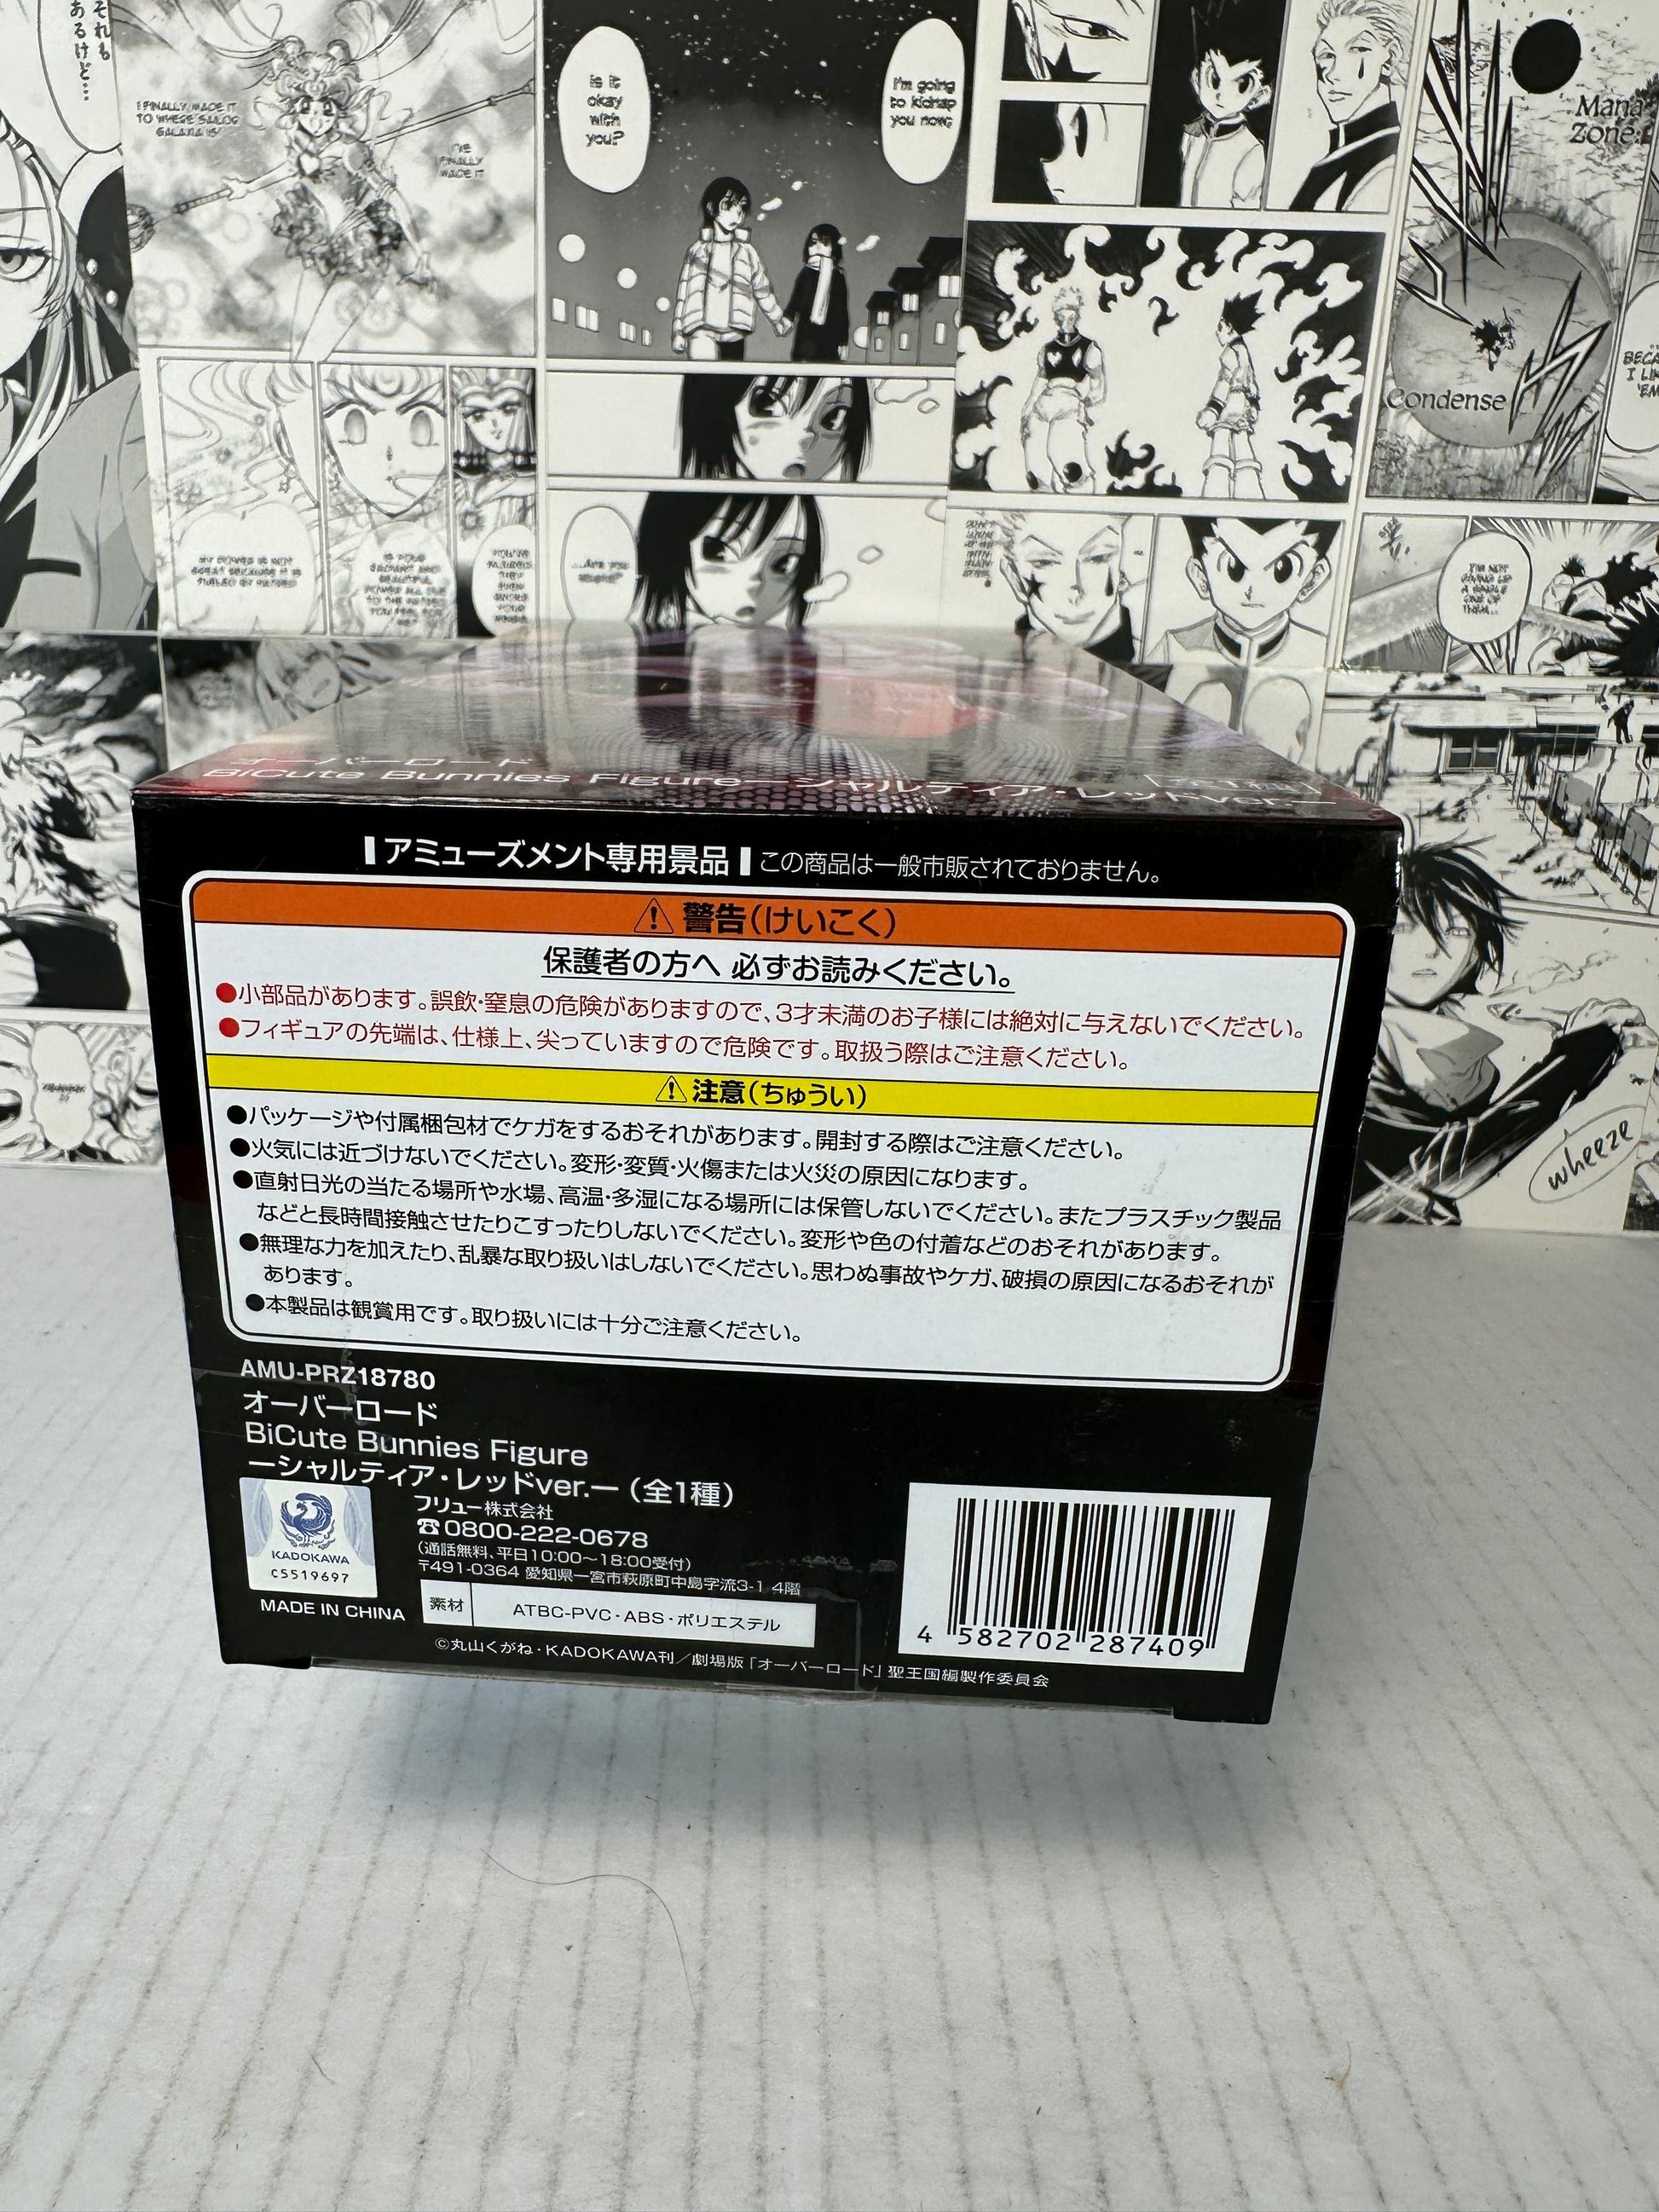 それも
あるけど…
I FINALLY MADE IT
TO WHERE SAILOR
GALAXIA IS!
I'VE
FINALLY
MADE IT
Is it
okay
with
you?
I'm going
to kidnap
you now.
Mana
Zone:
Condense
BECA
I LIK
'EM
I'M NOT
GIVING UP
A SINGLE
ONE OF
THEM...
wheeze
オーバーロード
BiCute Bunnies Figureーシャルティア・レッドver.ー
アミューズメント専用景品 この商品は一般市販されておりません。
警告(けいこく)
保護者の方へ 必ずお読みください。
●小部品があります。誤飲・窒息の危険がありますので、3才未満のお子様には絶対に与えないでください。
●フィギュアの先端は、仕様上、尖っていますので危険です。取扱う際はご注意ください。
注意(ちゅうい)
●パッケージや付属梱包材でケガをするおそれがあります。開封する際はご注意ください。
●火気には近づけないでください。変形・変質・火傷または火災の原因になります。
●直射日光の当たる場所や水場、高温・多湿になる場所には保管しないでください。またプラスチック製品
などと長時間接触させたりこすったりしないでください。変形や色の付着などのおそれがあります。
●無理な力を加えたり、乱暴な取り扱いはしないでください。思わぬ事故やケガ、破損の原因になるおそれが
あります。
●本製品は観賞用です。取り扱いには十分ご注意ください。
AMU-PRZ18780
オーバーロード
BiCute Bunnies Figure
ーシャルティア・レッドver.ー（全1種）
KADOKAWA
C5519697
MADE IN CHINA
フリュー株式会社
☎0800-222-0678
(通話無料、平日10:00〜18:00受付)
〒491-0364 愛知県一宮市萩原町中島字流3-1 4階
素材 ATBC-PVC・ABS・ポリエステル
©丸山くがね・KADOKAWA刊／劇場版「オーバーロード」聖王国編製作委員会
4 582702 287409